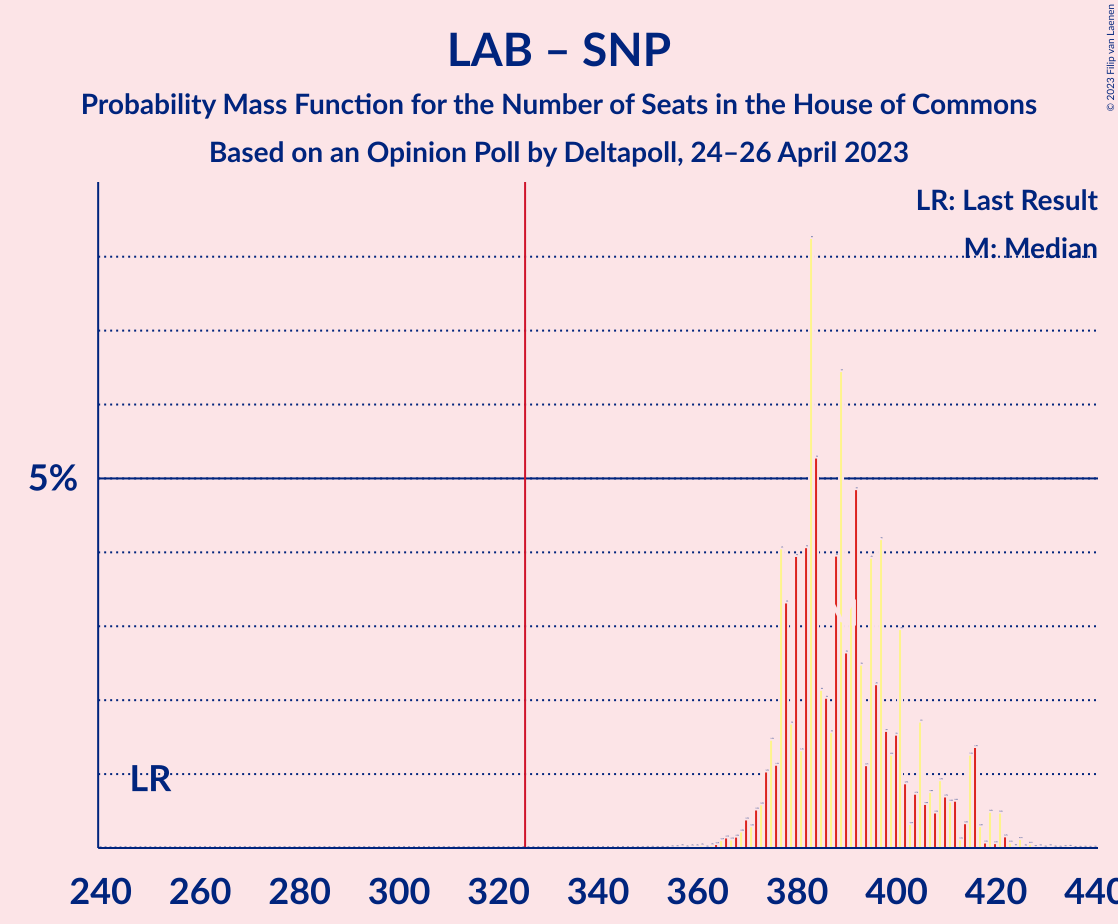 LAB – SNP
Probability Mass Function for the Number of Seats in the House of Commons
Based on an Opinion Poll by Deltapoll, 24–26 April 2023
© 2023 Filip van Laenen
LR: Last Result
M: Median
5%
LR
240 260 280 300 320 340 360 380 400 420 440